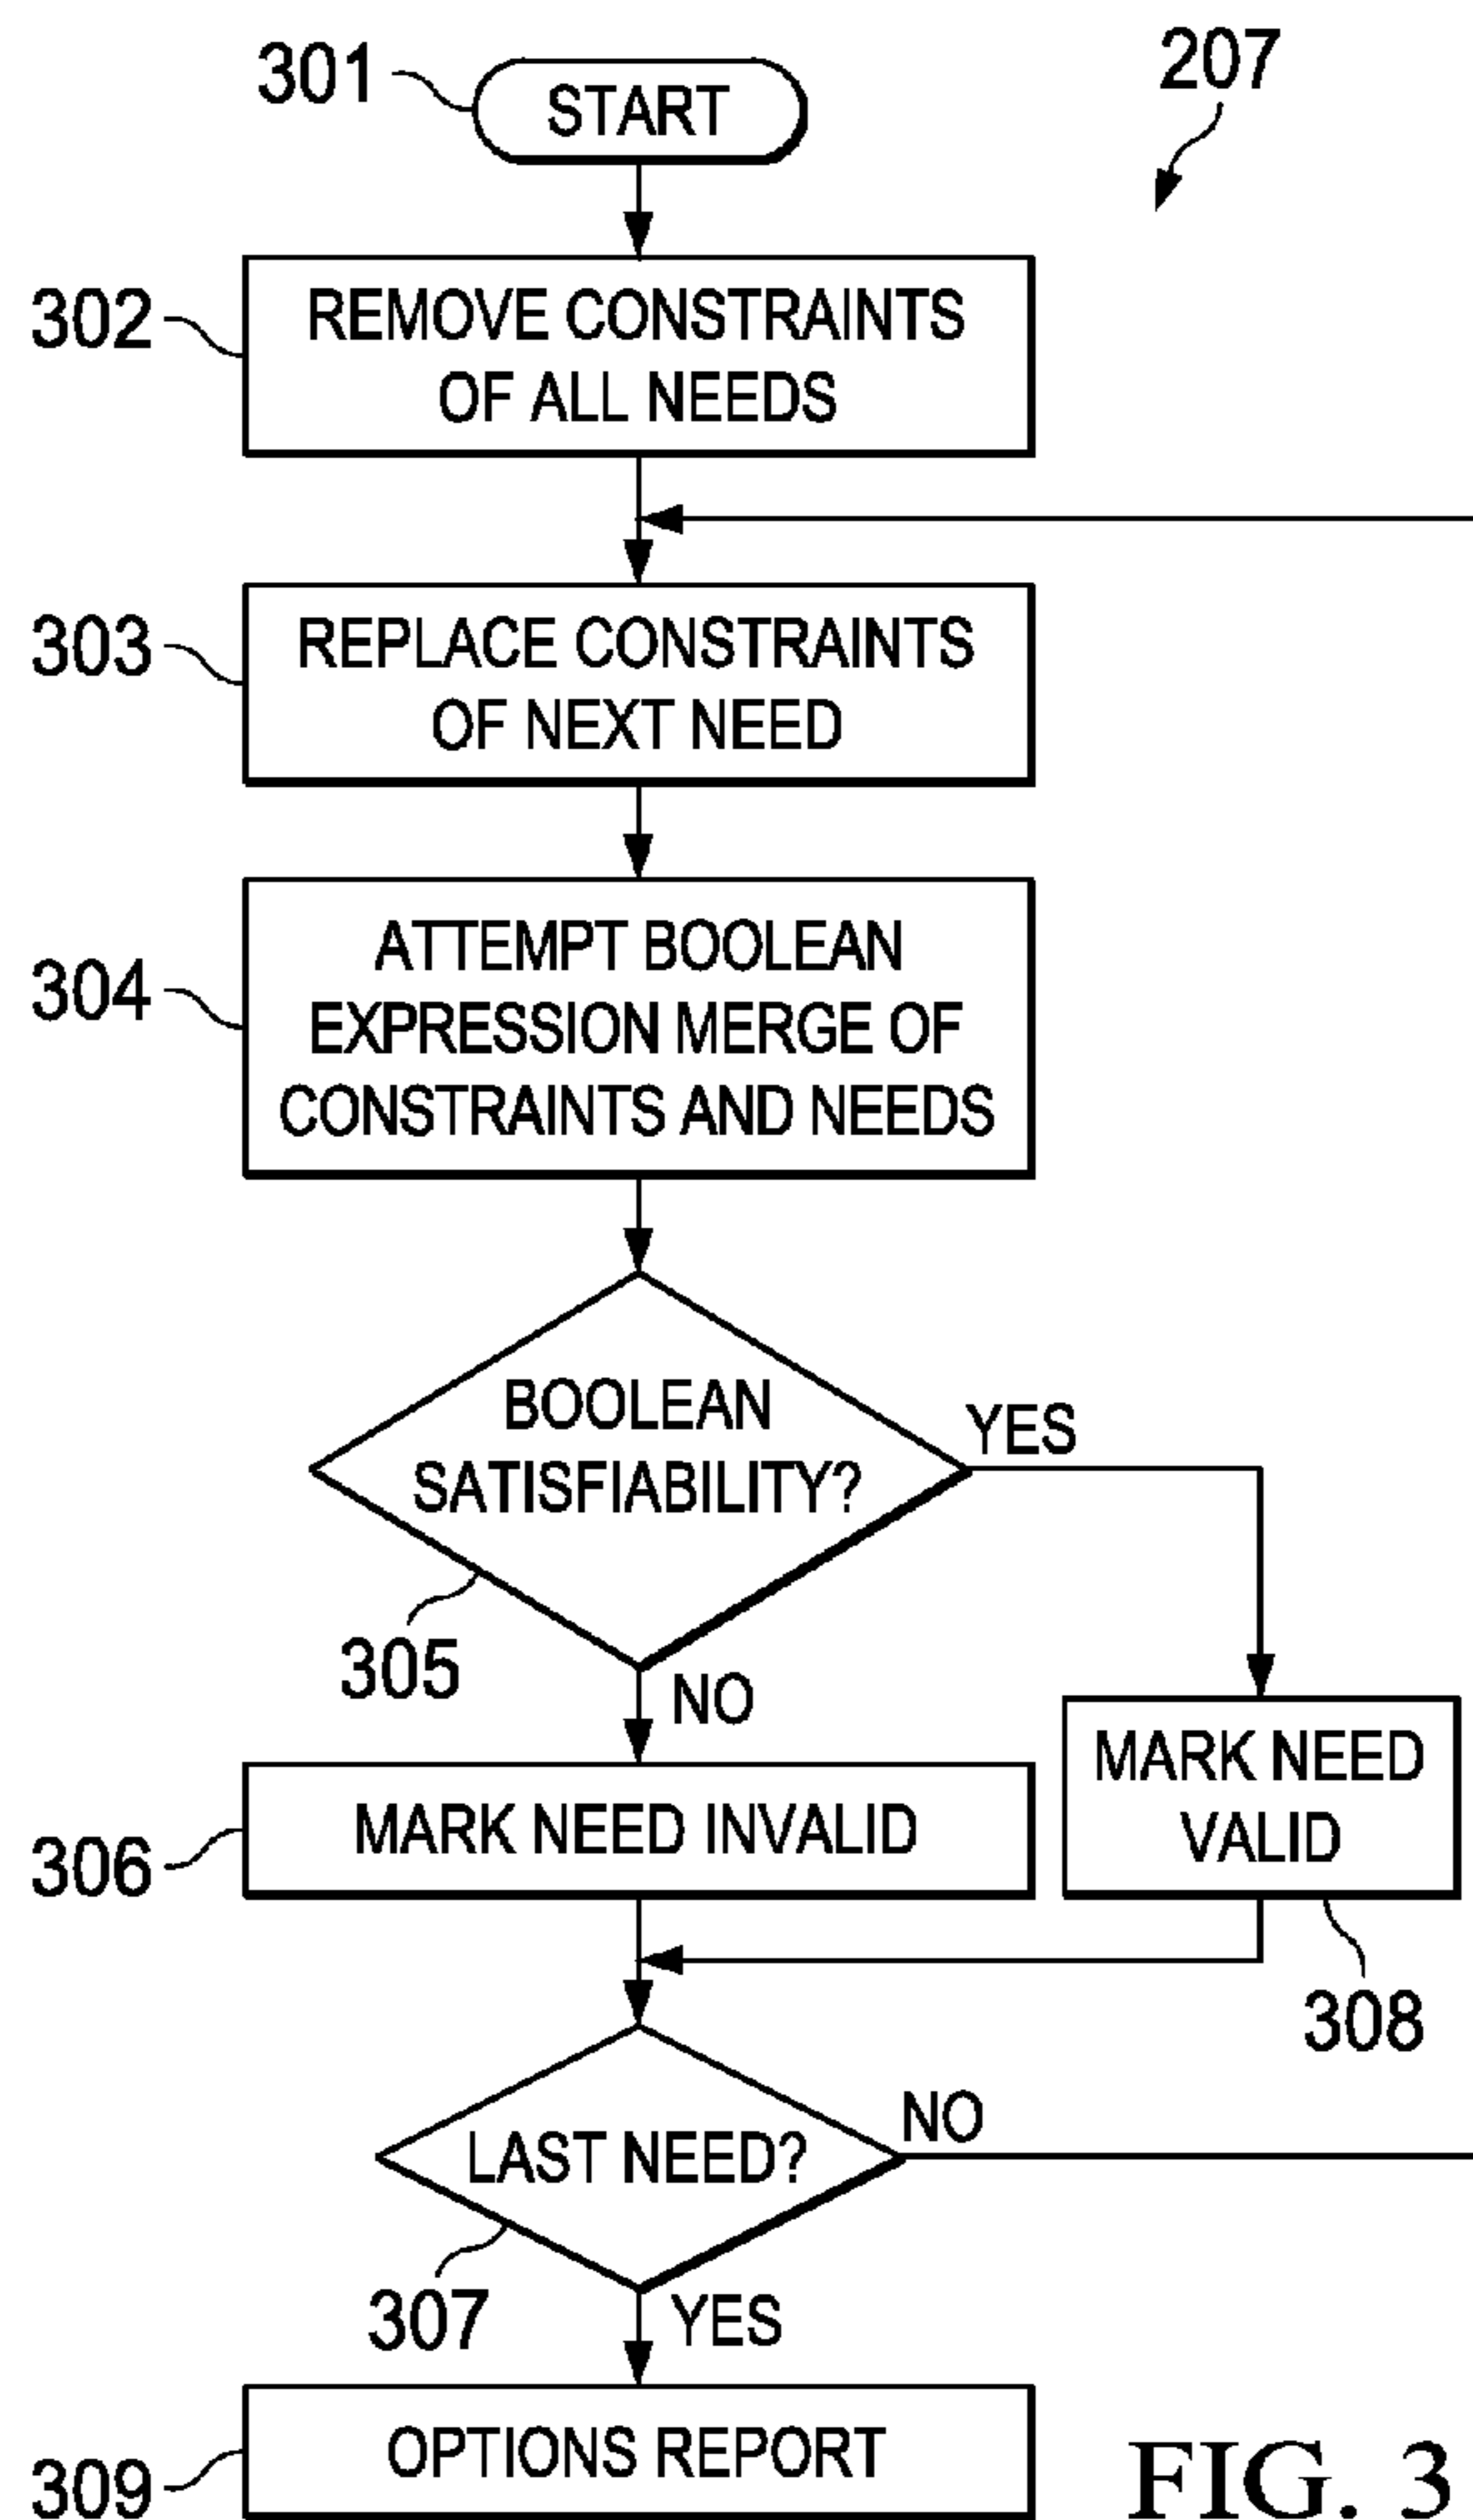 301
START
207
302
REMOVE CONSTRAINTS
OF ALL NEEDS
303
REPLACE CONSTRAINTS
OF NEXT NEED
304
ATTEMPT BOOLEAN
EXPRESSION MERGE OF
CONSTRAINTS AND NEEDS
BOOLEAN
SATISFIABILITY?
YES
305
NO
306
MARK NEED INVALID
MARK NEED
VALID
308
LAST NEED?
NO
307
YES
309
OPTIONS REPORT
FIG. 3